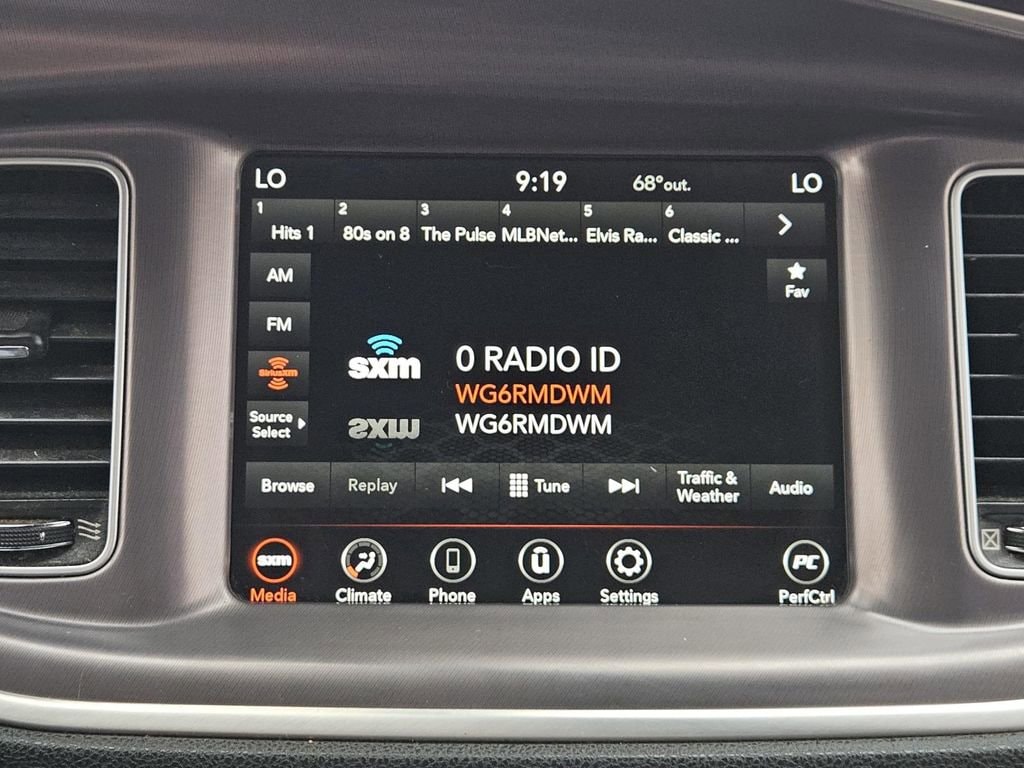 LO 9:19 68°out. LO
1 2 3 4 5 6
Hits 1 80s on 8 The Pulse MLBNet... Elvis Ra... Classic ...
AM
Fav
FM
sxm
0 RADIO ID
SiriusXM
WG6RMDWM
WG6RMDWM
Source
Select
Browse Replay Tune Traffic &
Weather
Audio
sxm
PC
Media Climate Phone Apps Settings PerfCtrl